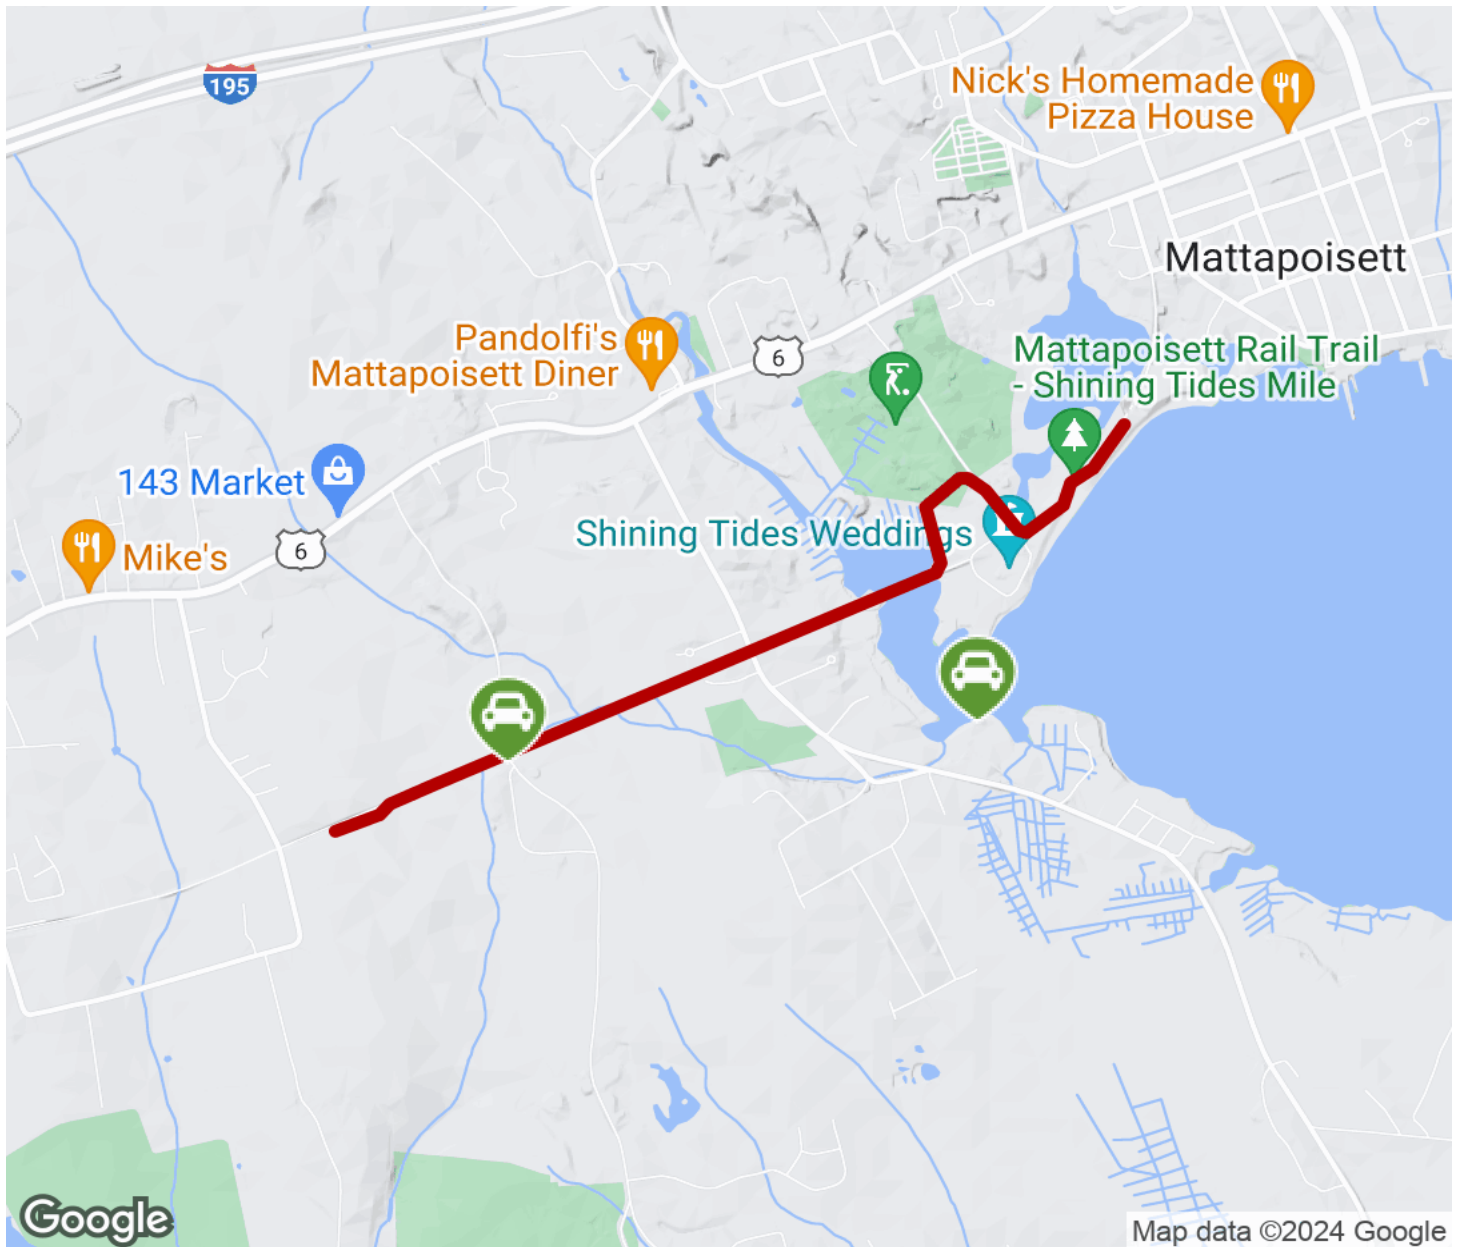 195
Nick's Homemade
Pizza House
Mattapoisett
Pandolfi's
Mattapoisett Diner
6
Mattapoisett Rail Trail
- Shining Tides Mile
143 Market
Shining Tides Weddings
6
Mike's
Google
Map data ©2024 Google